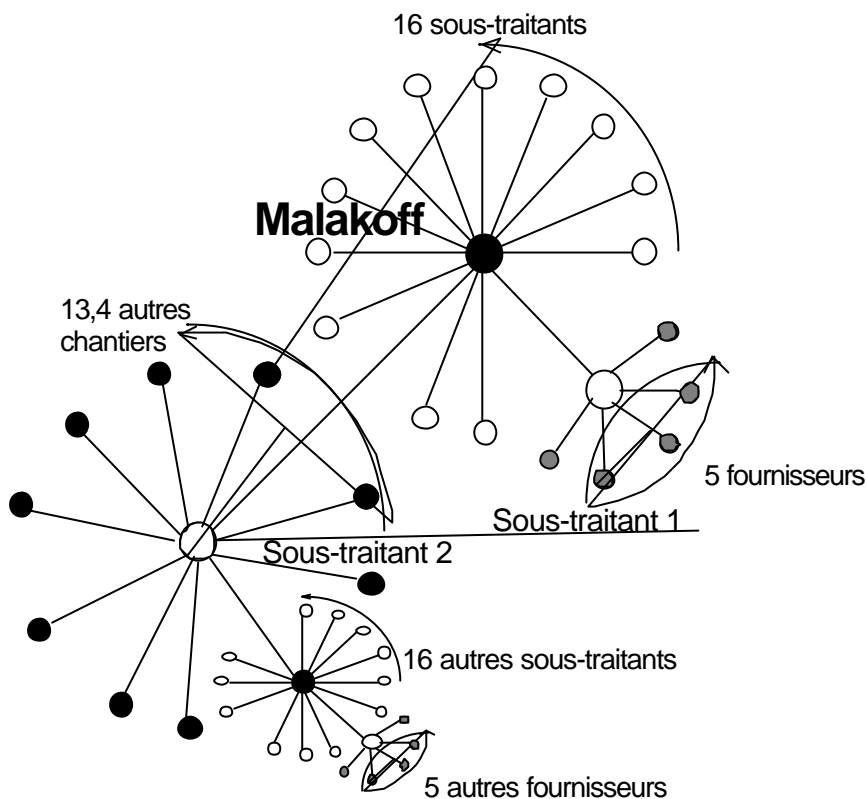 16 sous-traitants
Malakoff
13,4 autres
chantiers
5 fournisseurs
Sous-traitant 1
Sous-traitant 2
16 autres sous-traitants
5 autres fournisseurs